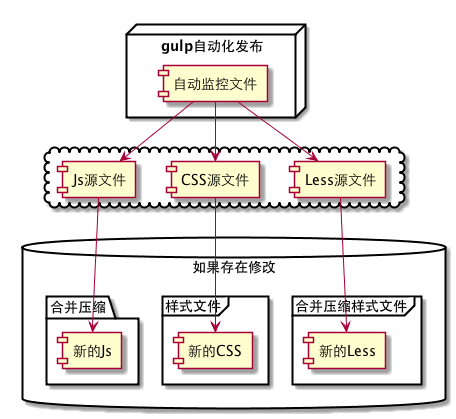 gulp自动化发布
自动监控文件
Js源文件
CSS源文件
Less源文件
如果存在修改
合并压缩
样式文件
合并压缩样式文件
新的Js
新的CSS
新的Less